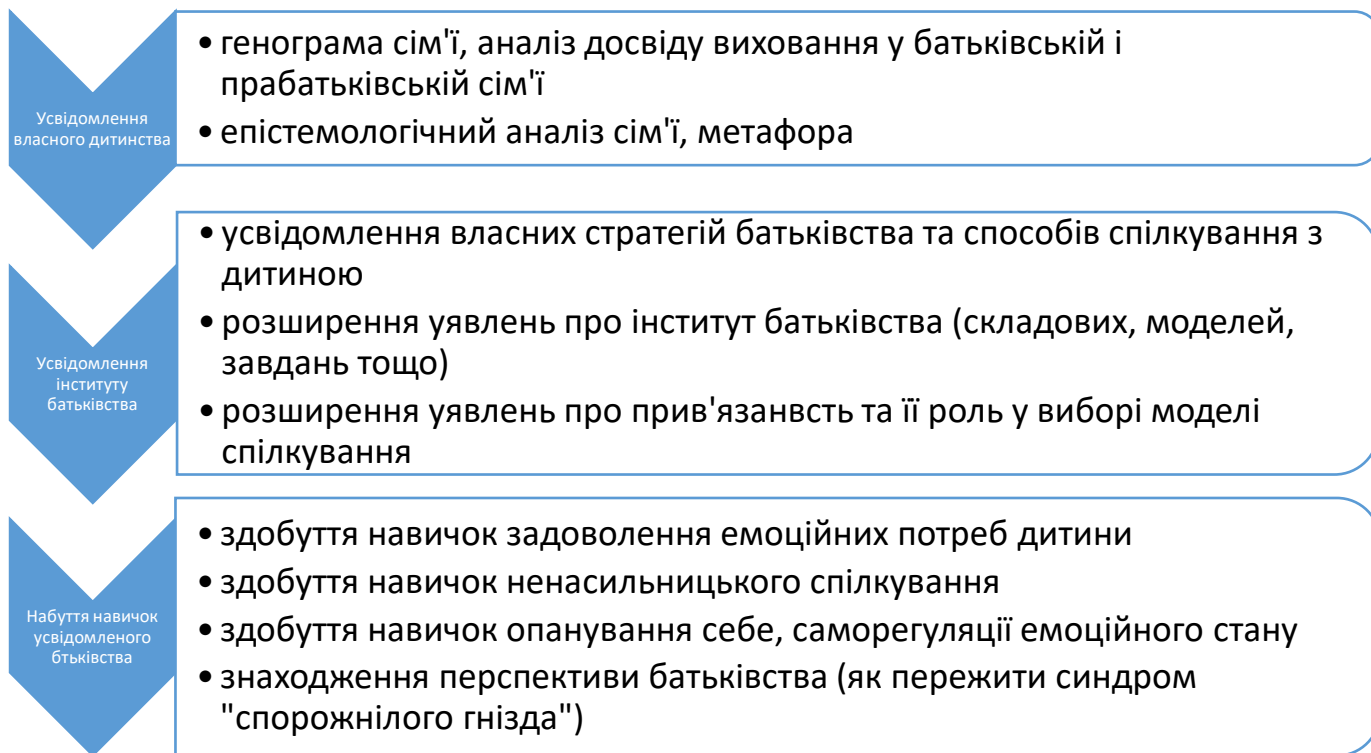 Усвідомлення
власного дитинства
• генограма сім'ї, аналіз досвіду виховання у батьківській і
прабатьківській сім'ї
• епістемологічний аналіз сім'ї, метафора
Усвідомлення
інституту
батьківства
• усвідомлення власних стратегій батьківства та способів спілкування з
дитиною
• розширення уявлень про інститут батьківства (складових, моделей,
завдань тощо)
• розширення уявлень про прив'язанвсть та її роль у виборі моделі
спілкування
Набуття навичок
усвідомленого
бтьківства
• здобуття навичок задоволення емоційних потреб дитини
• здобуття навичок ненасильницького спілкування
• здобуття навичок опанування себе, саморегуляції емоційного стану
• знаходження перспективи батьківства (як пережити синдром
"спорожнілого гнізда")